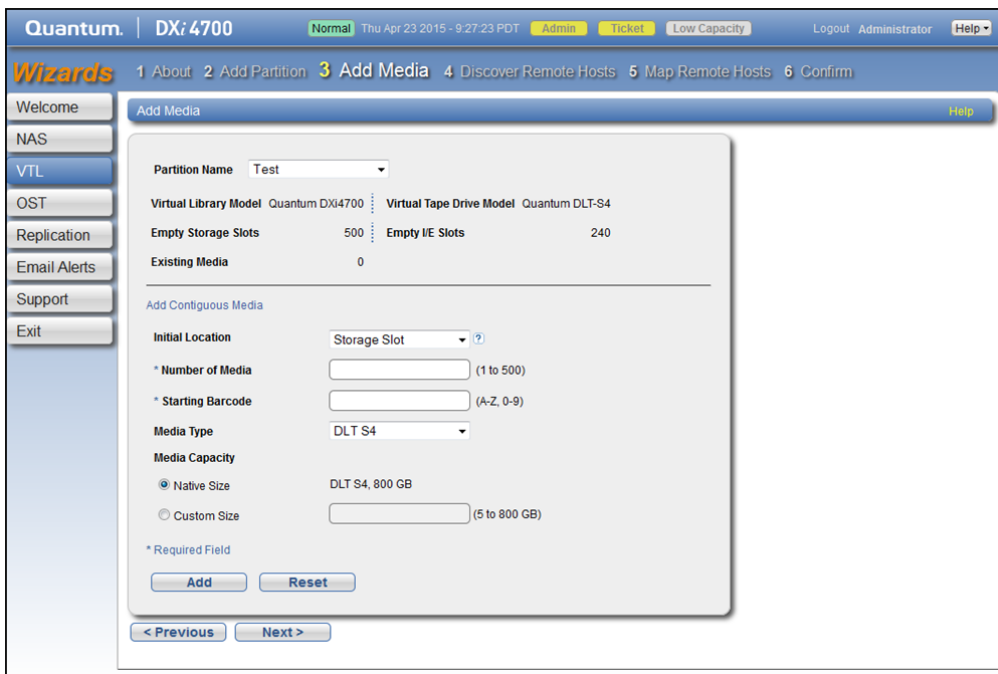 Quantum. DXi 4700 Normal Thu Apr 23 2015 - 9:27:23 PDT Admin Ticket Low Capacity Logout Administrator Help
Wizards 1 About 2 Add Partition 3 Add Media 4 Discover Remote Hosts 5 Map Remote Hosts 6 Confirm
Welcome
NAS
VTL
OST
Replication
Email Alerts
Support
Exit
Add Media Help
Partition Name Test
Virtual Library Model Quantum DXi4700 Virtual Tape Drive Model Quantum DLT-S4
Empty Storage Slots 500 Empty I/E Slots 240
Existing Media 0
Add Contiguous Media
Initial Location Storage Slot ?
* Number of Media (1 to 500)
* Starting Barcode (A-Z, 0-9)
Media Type DLT S4
Media Capacity
Native Size DLT S4, 800 GB
Custom Size (5 to 800 GB)
* Required Field
Add Reset
< Previous Next >